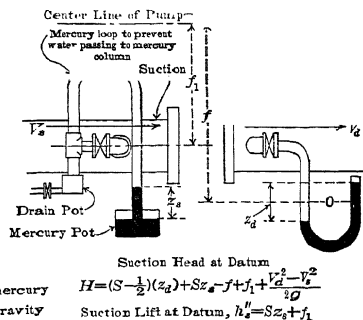 Center Line of Pump
Mercury loop to prevent
water passing to mercury
column
Suction
f₁
f
Vs
Vd
zs
zd
O
Drain Pot
Mercury Pot
Suction Head at Datum
mercury H=(S-½)(zd)+Szs-f+f₁+(Vd²-Vs²)/2g
ravity Suction Lift at Datum, hs″=Szs+f₁